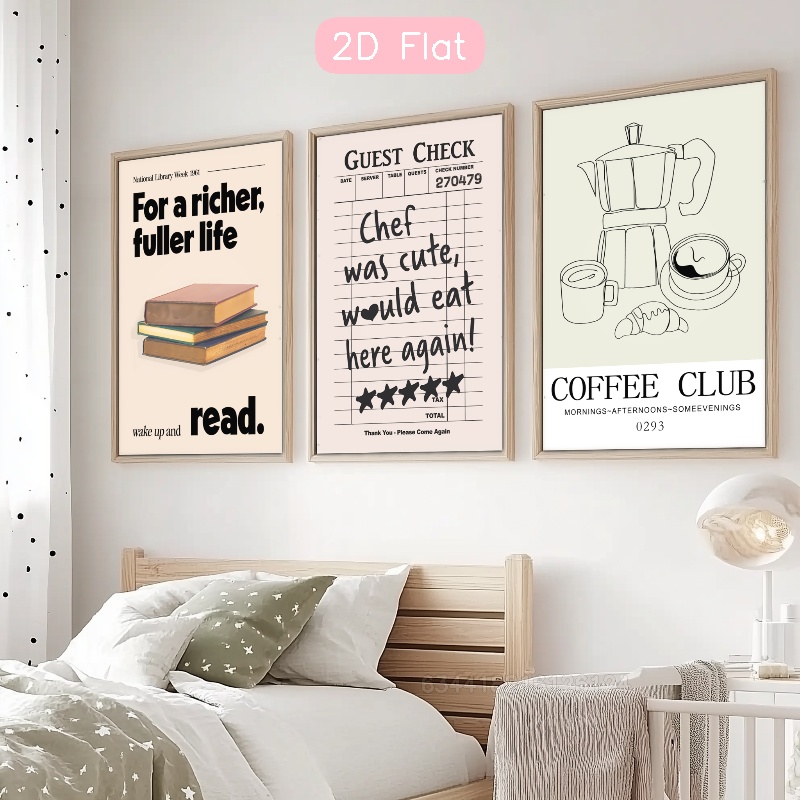 2D Flat
National Library Week 1961
For a richer,
fuller life
wake up and read.
GUEST CHECK
DATE SERVER TABLE GUESTS CHECK NUMBER
270479
Chef
was cute,
would eat
here again!
TAX
TOTAL
Thank You - Please Come Again
COFFEE CLUB
MORNINGS~AFTERNOONS~SOMEEVENINGS
0293